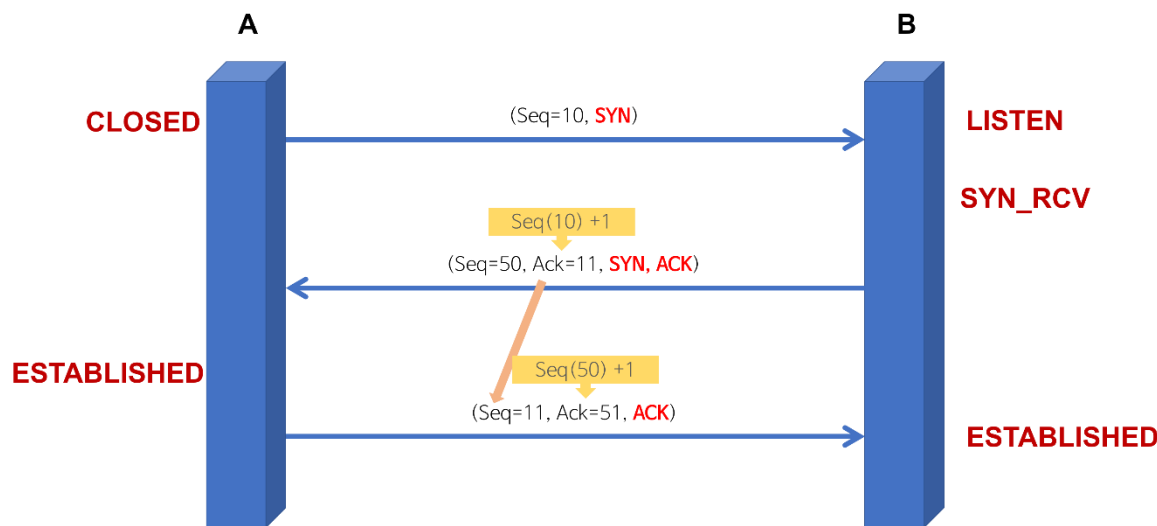 A
B
CLOSED
(Seq=10, SYN)
LISTEN
SYN_RCV
Seq(10) +1
(Seq=50, Ack=11, SYN, ACK)
ESTABLISHED
Seq(50) +1
(Seq=11, Ack=51, ACK)
ESTABLISHED